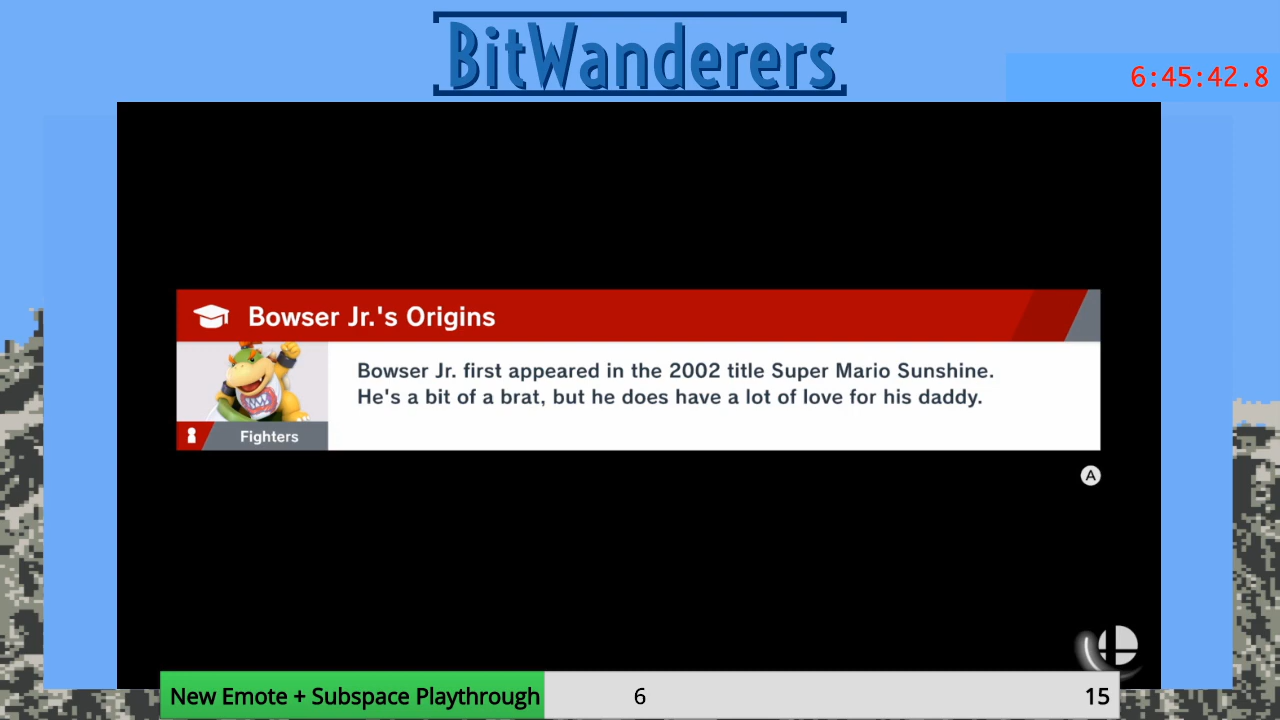 BitWanderers
6:45:42.8
Bowser Jr.'s Origins
Bowser Jr. first appeared in the 2002 title Super Mario Sunshine.
He's a bit of a brat, but he does have a lot of love for his daddy.
Fighters
A
New Emote + Subspace Playthrough 6 15